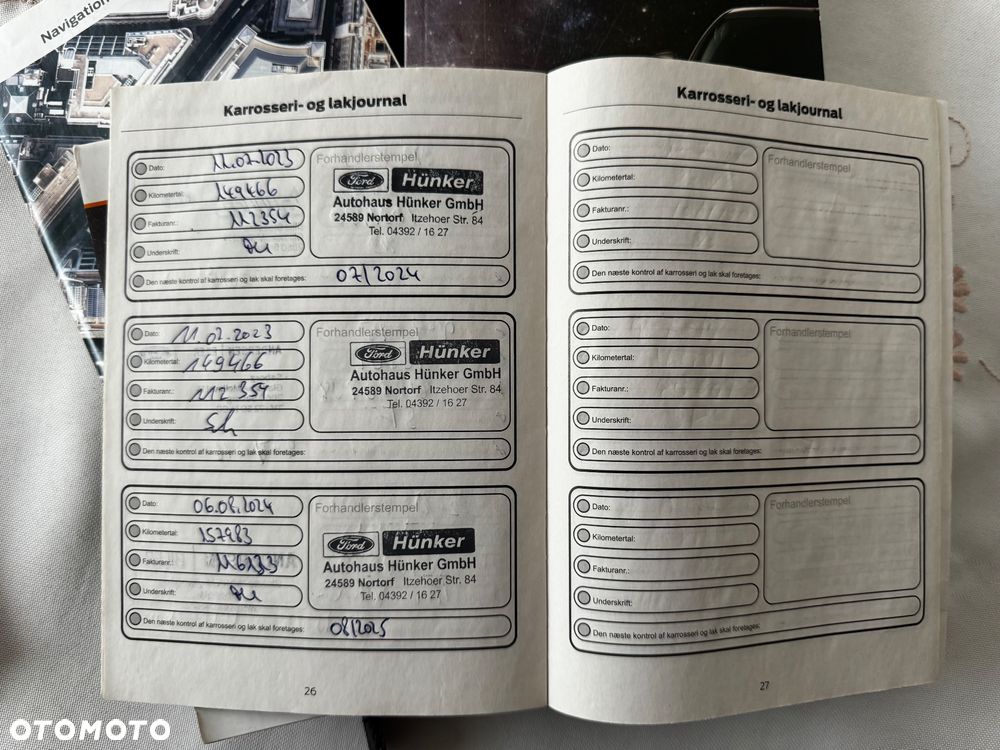 Navigation
Karrosseri- og lakjournal
Dato: 11.07.2023
Kilometertal: 149466
Fakturanr.: 112354
Underskrift:
Den næste kontrol af karrosseri og lak skal foretages: 07/2024
Forhandlerstempel
Ford Hünker
Autohaus Hünker GmbH
24589 Nortorf Itzehoer Str. 84
Tel. 04392 / 16 27
Dato: 11.07.2023
Kilometertal: 149466
Fakturanr.: 112354
Underskrift:
Den næste kontrol af karrosseri og lak skal foretages:
Forhandlerstempel
Ford Hünker
Autohaus Hünker GmbH
24589 Nortorf Itzehoer Str. 84
Tel. 04392 / 16 27
Dato: 06.08.2024
Kilometertal: 157983
Fakturanr.: 116233
Underskrift:
Den næste kontrol af karrosseri og lak skal foretages: 08/2025
Forhandlerstempel
Ford Hünker
Autohaus Hünker GmbH
24589 Nortorf Itzehoer Str. 84
Tel. 04392 / 16 27
26
Karrosseri- og lakjournal
Dato:
Kilometertal:
Fakturanr.:
Underskrift:
Den næste kontrol af karrosseri og lak skal foretages:
Forhandlerstempel
Dato:
Kilometertal:
Fakturanr.:
Underskrift:
Den næste kontrol af karrosseri og lak skal foretages:
Forhandlerstempel
Dato:
Kilometertal:
Fakturanr.:
Underskrift:
Den næste kontrol af karrosseri og lak skal foretages:
Forhandlerstempel
27
OTOMOTO